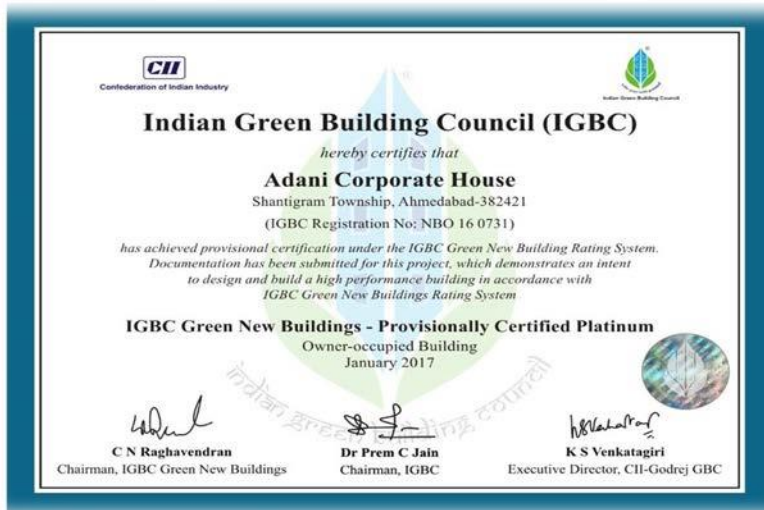 CII
Confederation of Indian Industry
Indian Green Building Council
Indian Green Building Council (IGBC)
hereby certifies that
Adani Corporate House
Shantigram Township, Ahmedabad-382421
(IGBC Registration No: NBO 16 0731)
has achieved provisional certification under the IGBC Green New Building Rating System.
Documentation has been submitted for this project, which demonstrates an intent
to design and build a high performance building in accordance with
IGBC Green New Buildings Rating System
IGBC Green New Buildings - Provisionally Certified Platinum
Owner-occupied Building
January 2017
indian green building council
C N Raghavendran
Chairman, IGBC Green New Buildings
Dr Prem C Jain
Chairman, IGBC
K S Venkatagiri
Executive Director, CII-Godrej GBC